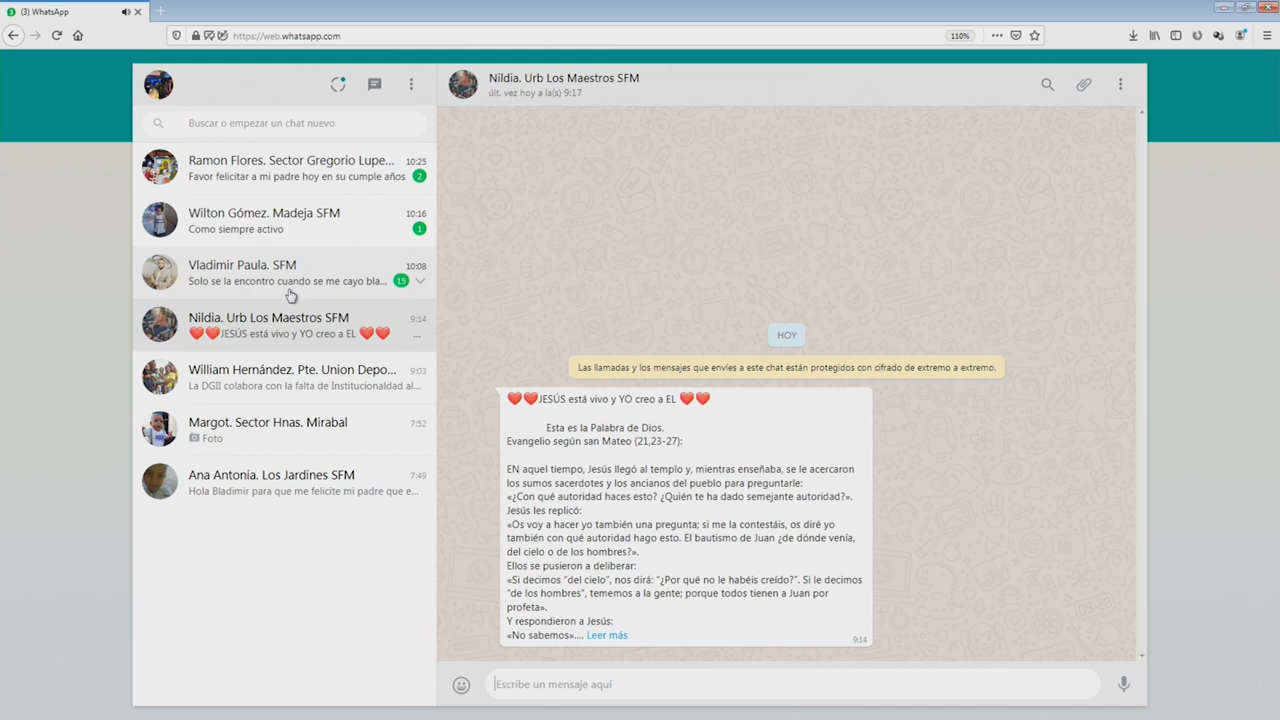 3
(3) WhatsApp
https://web.whatsapp.com
110%
Buscar o empezar un chat nuevo
Ramon Flores. Sector Gregorio Lupe...
10:25
Favor felicitar a mi padre hoy en su cumple años
2
Wilton Gómez. Madeja SFM
10:16
Como siempre activo
1
Vladimir Paula. SFM
10:08
Solo se la encontro cuando se me cayo bla...
15
Nildia. Urb Los Maestros SFM
9:14
❤️❤️JESÚS está vivo y YO creo a EL ❤️❤️ ...
William Hernández. Pte. Union Depo...
9:03
La DGII colabora con la falta de Institucionalidad al...
Margot. Sector Hnas. Mirabal
7:52
Foto
Ana Antonia. Los Jardines SFM
7:49
Hola Bladimir para que me felicite mi padre que e...
Nildia. Urb Los Maestros SFM
últ. vez hoy a la(s) 9:17
HOY
Las llamadas y los mensajes que envíes a este chat están protegidos con cifrado de extremo a extremo.
❤️❤️JESÚS está vivo y YO creo a EL ❤️❤️
Esta es la Palabra de Dios.
Evangelio según san Mateo (21,23-27):
EN aquel tiempo, Jesús llegó al templo y, mientras enseñaba, se le acercaron
los sumos sacerdotes y los ancianos del pueblo para preguntarle:
«¿Con qué autoridad haces esto? ¿Quién te ha dado semejante autoridad?».
Jesús les replicó:
«Os voy a hacer yo también una pregunta; si me la contestáis, os diré yo
también con qué autoridad hago esto. El bautismo de Juan ¿de dónde venía,
del cielo o de los hombres?».
Ellos se pusieron a deliberar:
«Si decimos "del cielo", nos dirá: "¿Por qué no le habéis creído?". Si le decimos
"de los hombres", tememos a la gente; porque todos tienen a Juan por
profeta».
Y respondieron a Jesús:
«No sabemos».... Leer más
9:14
Escribe un mensaje aquí